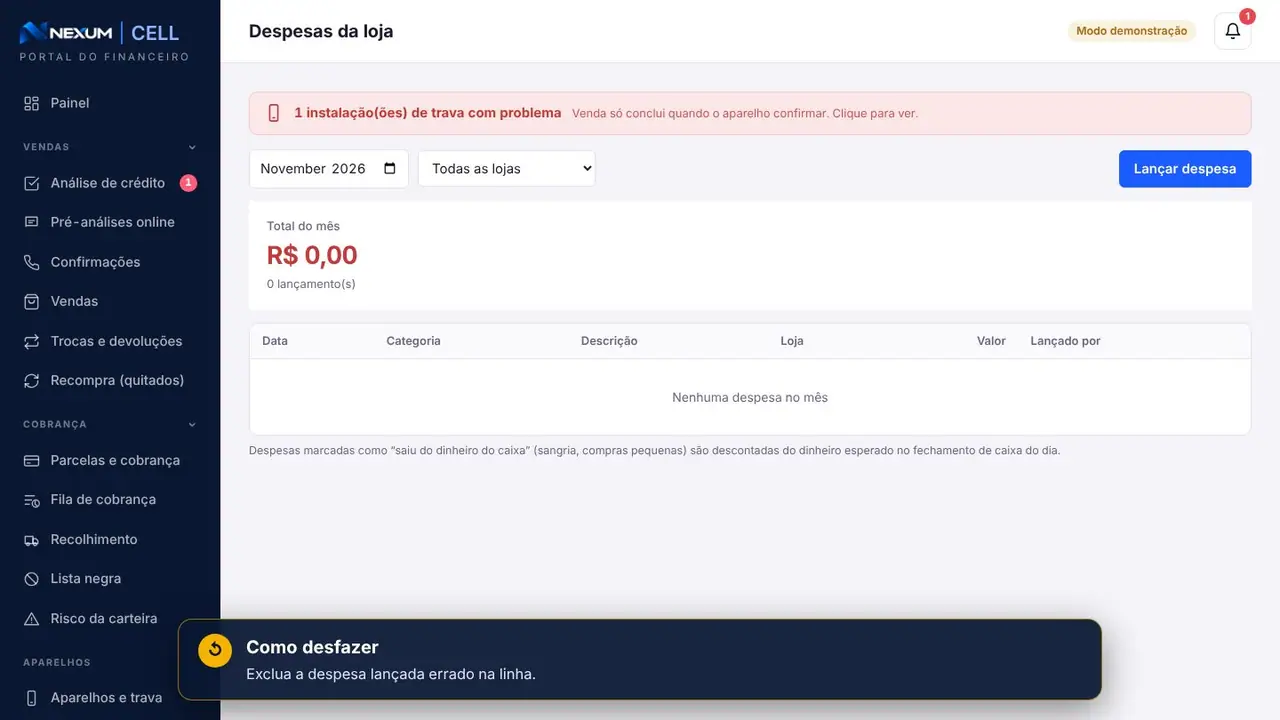 NEXUM | CELL
PORTAL DO FINANCEIRO
Painel
VENDAS
Análise de crédito 1
Pré-análises online
Confirmações
Vendas
Trocas e devoluções
Recompra (quitados)
COBRANÇA
Parcelas e cobrança
Fila de cobrança
Recolhimento
Lista negra
Risco da carteira
APARELHOS
Aparelhos e trava
Despesas da loja
Modo demonstração
1
1 instalação(ões) de trava com problema Venda só conclui quando o aparelho confirmar. Clique para ver.
November 2026 Todas as lojas Lançar despesa
Total do mês
R$ 0,00
0 lançamento(s)
Data Categoria Descrição Loja Valor Lançado por
Nenhuma despesa no mês
Despesas marcadas como “saiu do dinheiro do caixa” (sangria, compras pequenas) são descontadas do dinheiro esperado no fechamento de caixa do dia.
Como desfazer
Exclua a despesa lançada errado na linha.